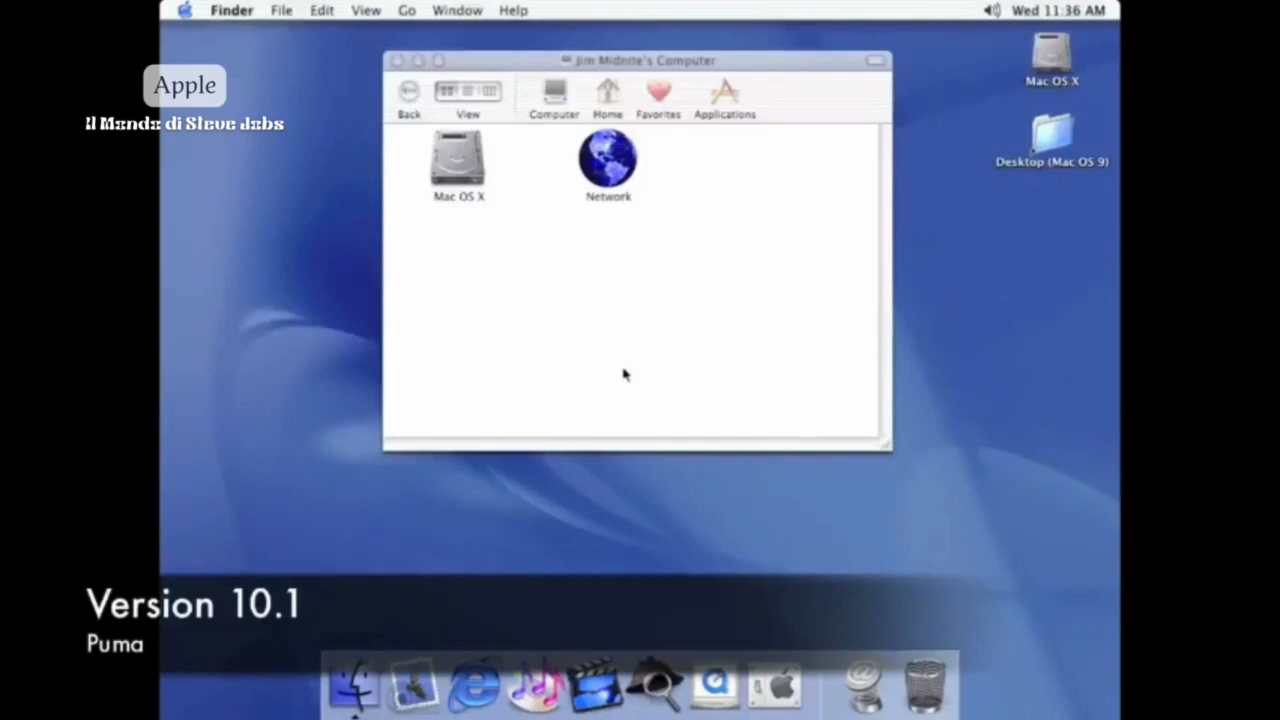 Finder File Edit View Go Window Help
Wed 11:36 AM
Apple
Il Mondo di Steve Jobs
Jim Midnite's Computer
Back View Computer Home Favorites Applications
Mac OS X
Network
Mac OS X
Desktop (Mac OS 9)
Version 10.1
Puma